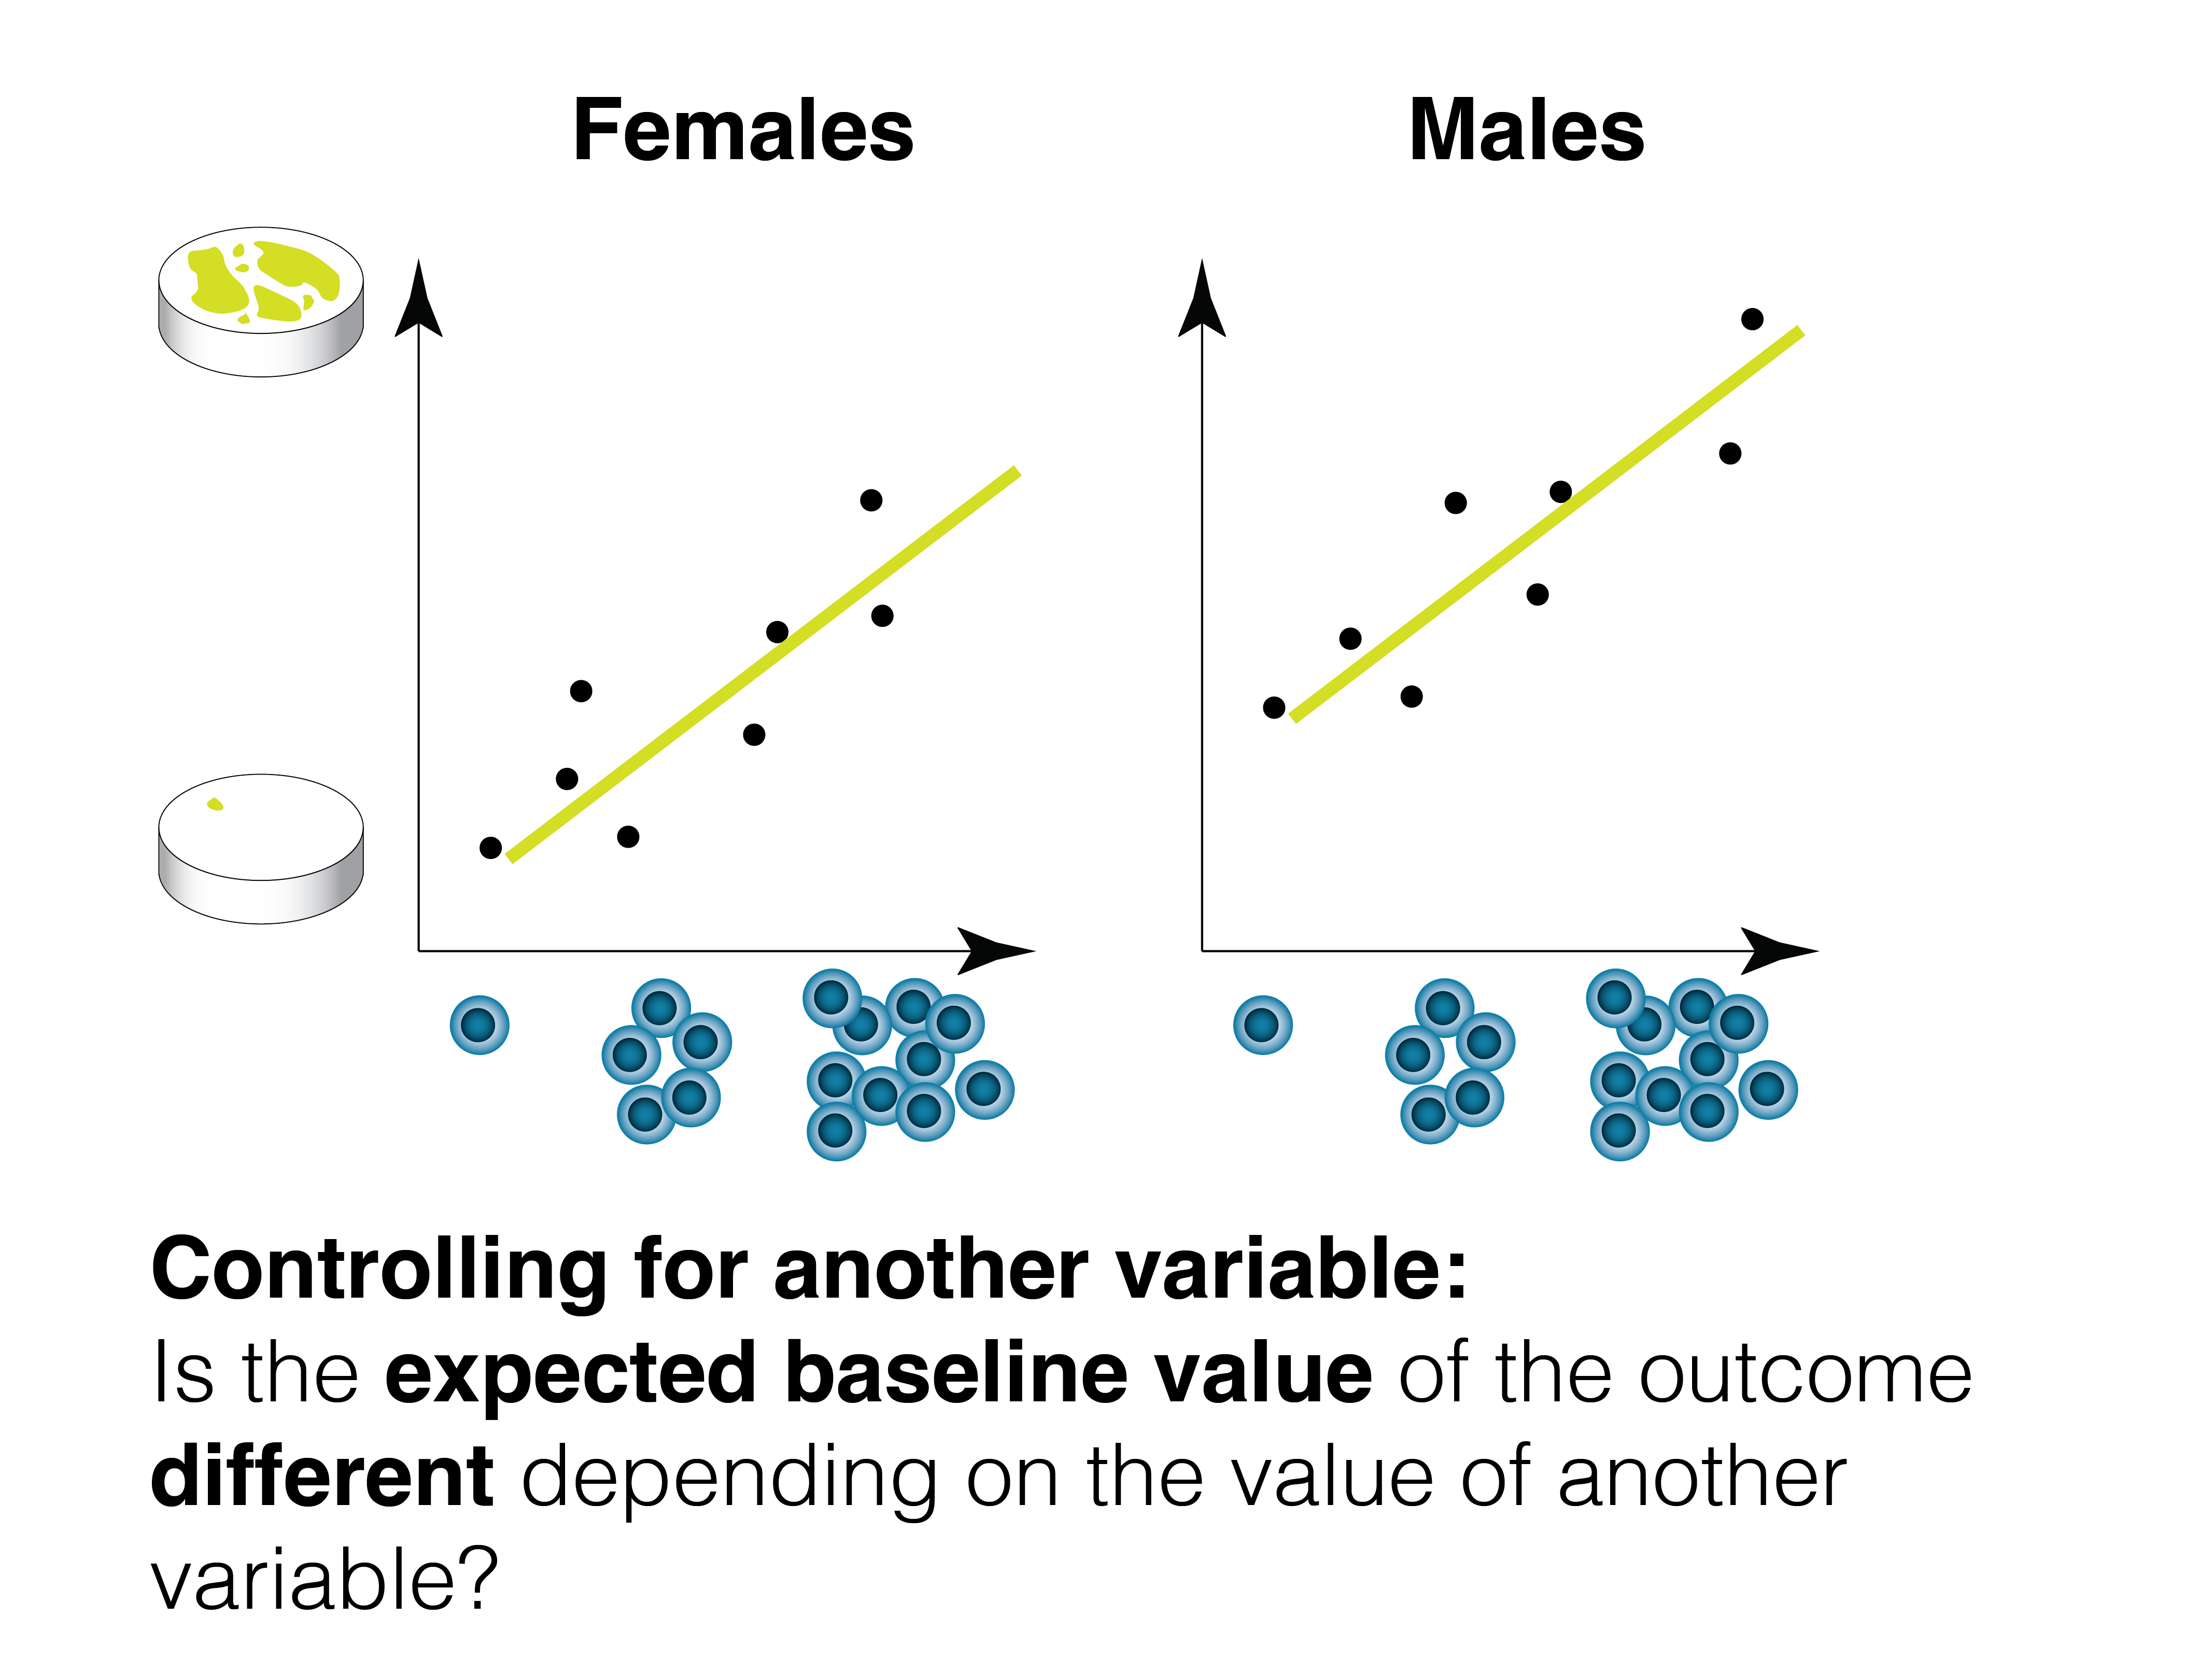 Females Males
Controlling for another variable:
Is the expected baseline value of the outcome
different depending on the value of another
variable?